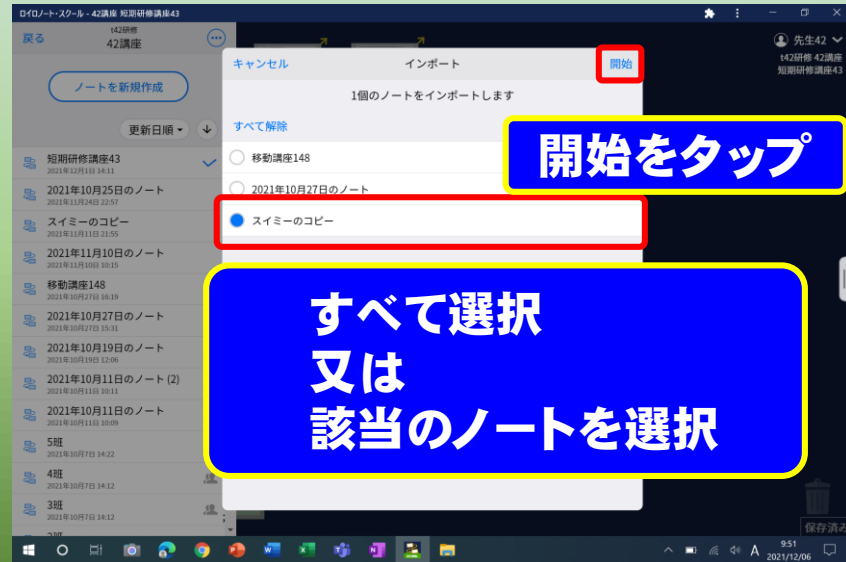 ロイロノート・スクール - 42講座 短期研修講座43
戻る
t42研修
42講座
先生42
t42研修 42講座
短期研修講座43
ノートを新規作成
更新日順
キャンセル
インポート
開始
1個のノートをインポートします
すべて解除
移動講座148
2021年10月27日のノート
スイミーのコピー
開始をタップ
すべて選択
又は
該当のノートを選択
短期研修講座43
2021年12月1日 14:11
2021年10月25日のノート
2021年11月24日 22:57
スイミーのコピー
2021年11月11日 21:55
2021年11月10日のノート
2021年11月10日 10:15
移動講座148
2021年10月27日 16:19
2021年10月27日のノート
2021年10月27日 15:31
2021年10月19日のノート
2021年10月19日 12:06
2021年10月11日のノート (2)
2021年10月11日 10:11
2021年10月11日のノート
2021年10月11日 10:09
5班
2021年10月7日 14:22
4班
2021年10月7日 14:12
3班
2021年10月7日 14:12
保存済み
A
9:51
2021/12/06